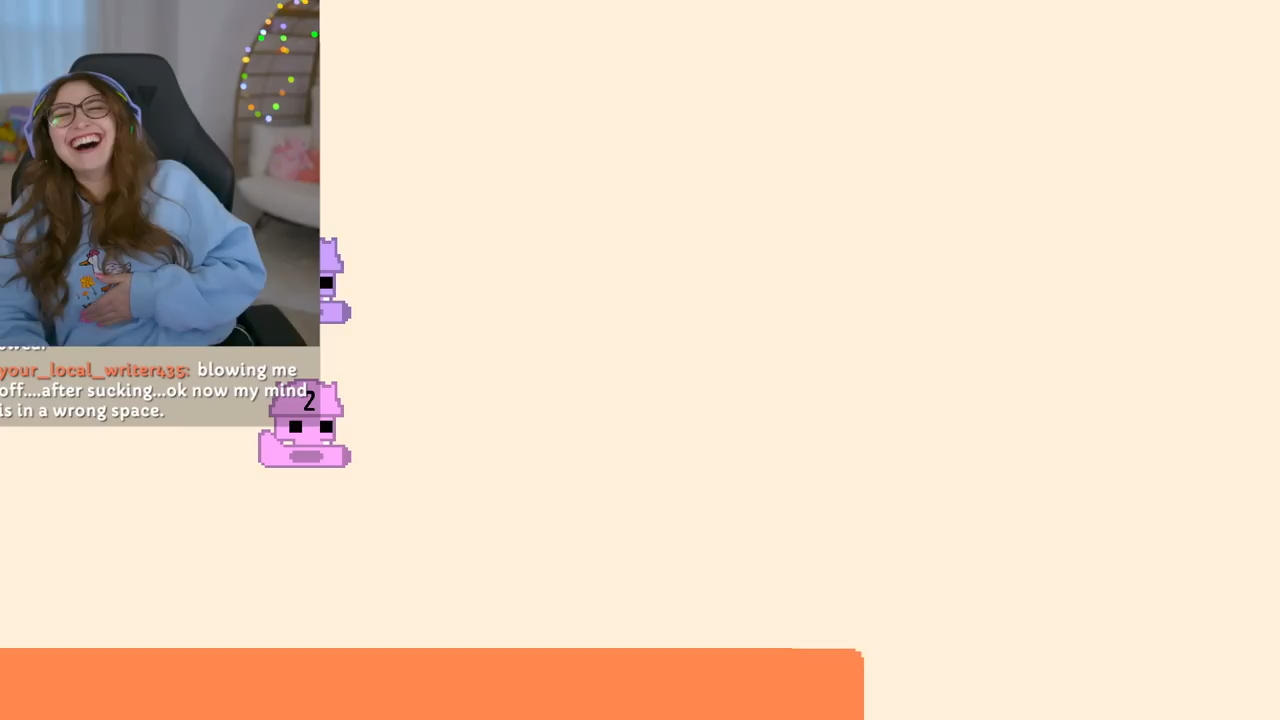 your_local_writer435: blowing me
off....after sucking...ok now my mind
is in a wrong space.
2